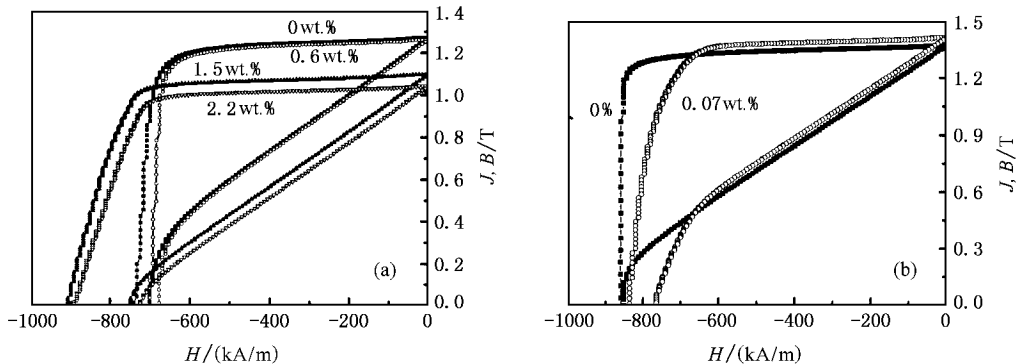 1.4
1.2
1.0
0.8
0.6
0.4
0.2
0.0
J, B/T
0 wt.%
0.6 wt.%
1.5 wt.%
2.2 wt.%
(a)
-1000 -800 -600 -400 -200 0
H/(kA/m)
1.5
1.2
0.9
0.6
0.3
0.0
J, B/T
0%
0.07 wt.%
(b)
-1000 -800 -600 -400 -200 0
H/(kA/m)